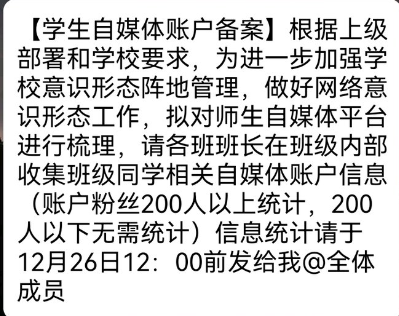 【学生自媒体账户备案】根据上级
部署和学校要求，为进一步加强学
校意识形态阵地管理，做好网络意
识形态工作，拟对师生自媒体平台
进行梳理，请各班班长在班级内部
收集班级同学相关自媒体账户信息
（账户粉丝200人以上统计，200
人以下无需统计）信息统计请于
12月26日12：00前发给我@全体
成员